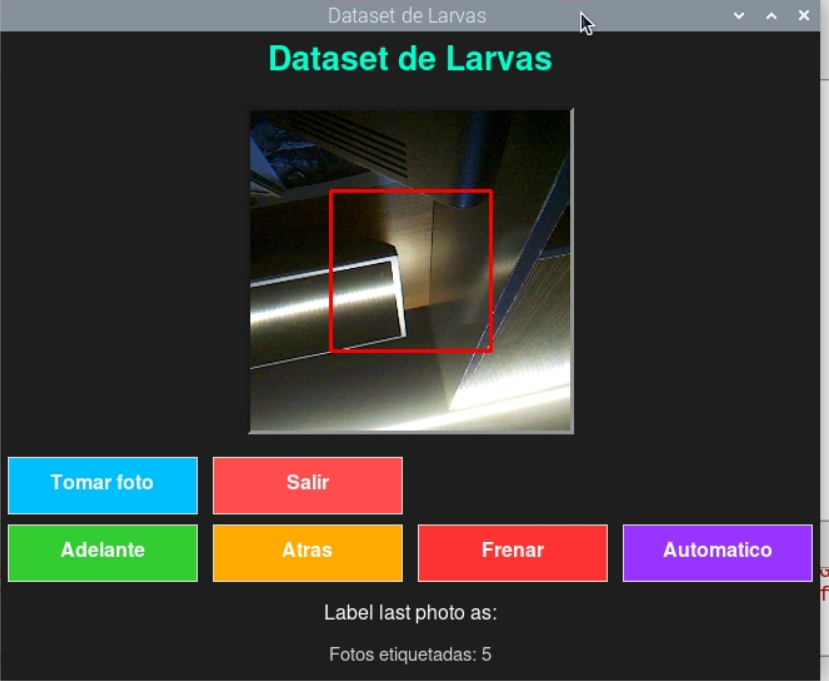 Dataset de Larvas
Dataset de Larvas
Tomar foto
Salir
Adelante
Atras
Frenar
Automatico
Label last photo as:
Fotos etiquetadas: 5